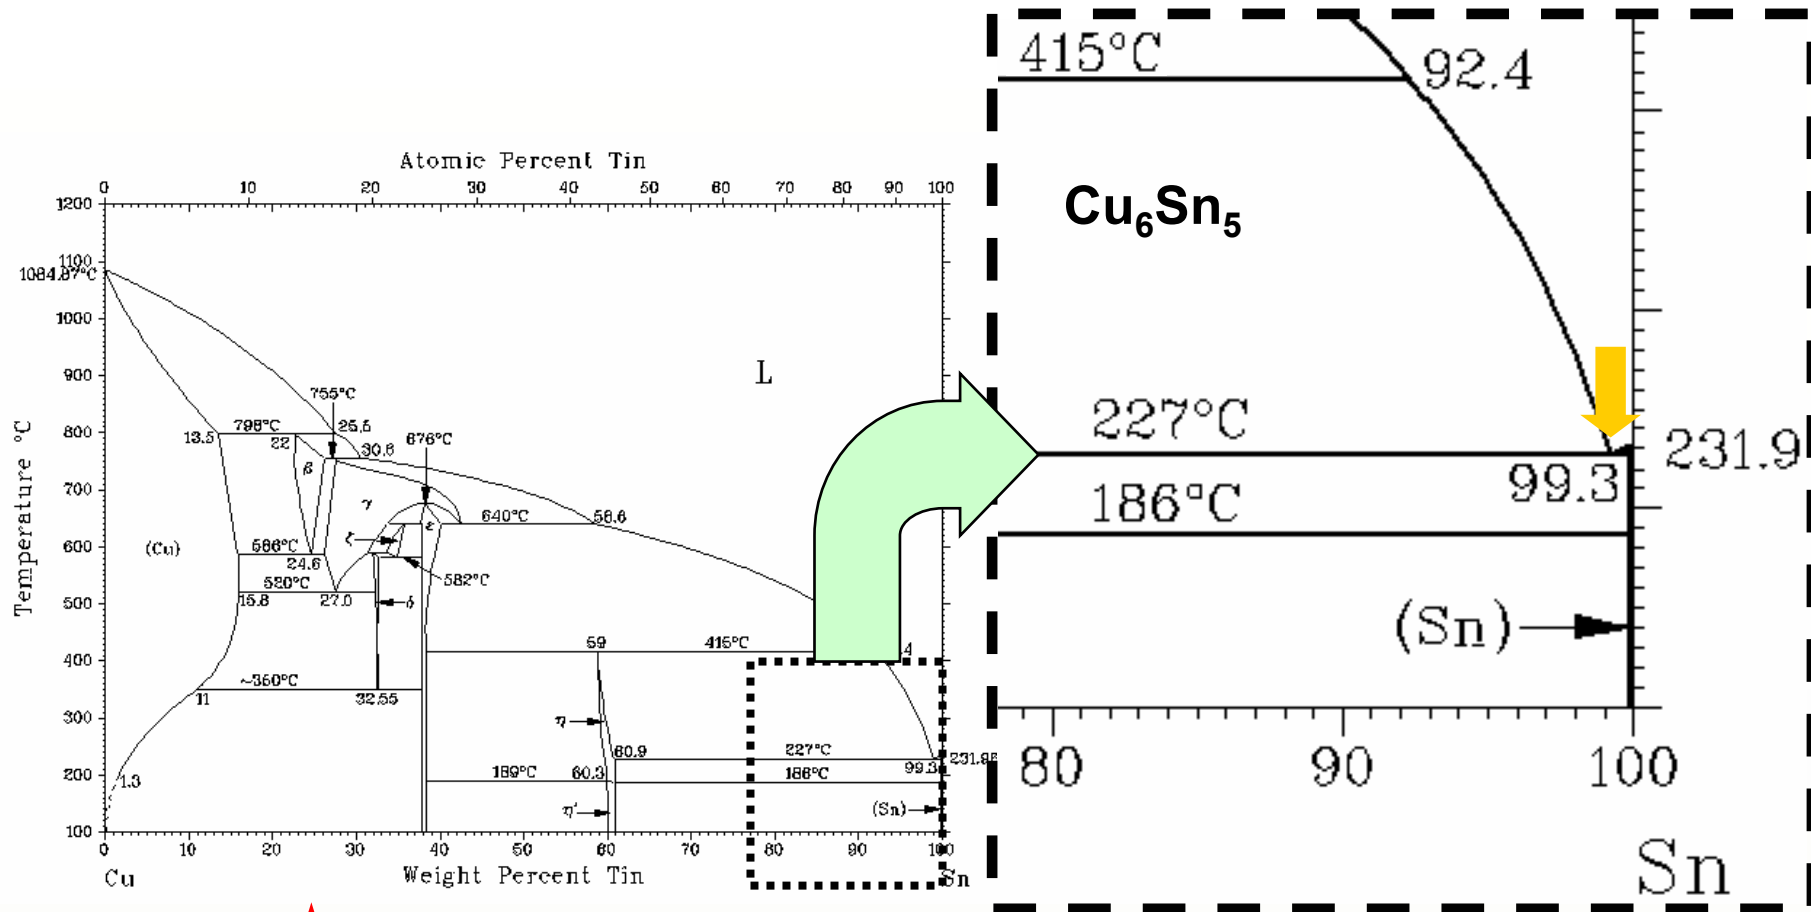 Atomic Percent Tin
0 10 20 30 40 50 60 70 80 90 100
1200
1100
1084.87°C
1000
900
800
700
600
500
400
300
200
100
Temperature °C
L
755°C
798°C
13.5
22
25.5
30.6
676°C
β
γ
ε
640°C
58.6
ζ
(Cu)
586°C
24.6
582°C
520°C
15.8
27.0
δ
59
415°C
.4
~350°C
11
32.55
η
60.9
227°C
99.3
1.3
189°C
60.3
186°C
η'
(Sn)
0 10 20 30 40 50 60 70 80 90 100
Cu
Weight Percent Tin
Sn
415°C
92.4
Cu6Sn5
227°C
231.9
99.3
186°C
(Sn)
80 90 100
Sn